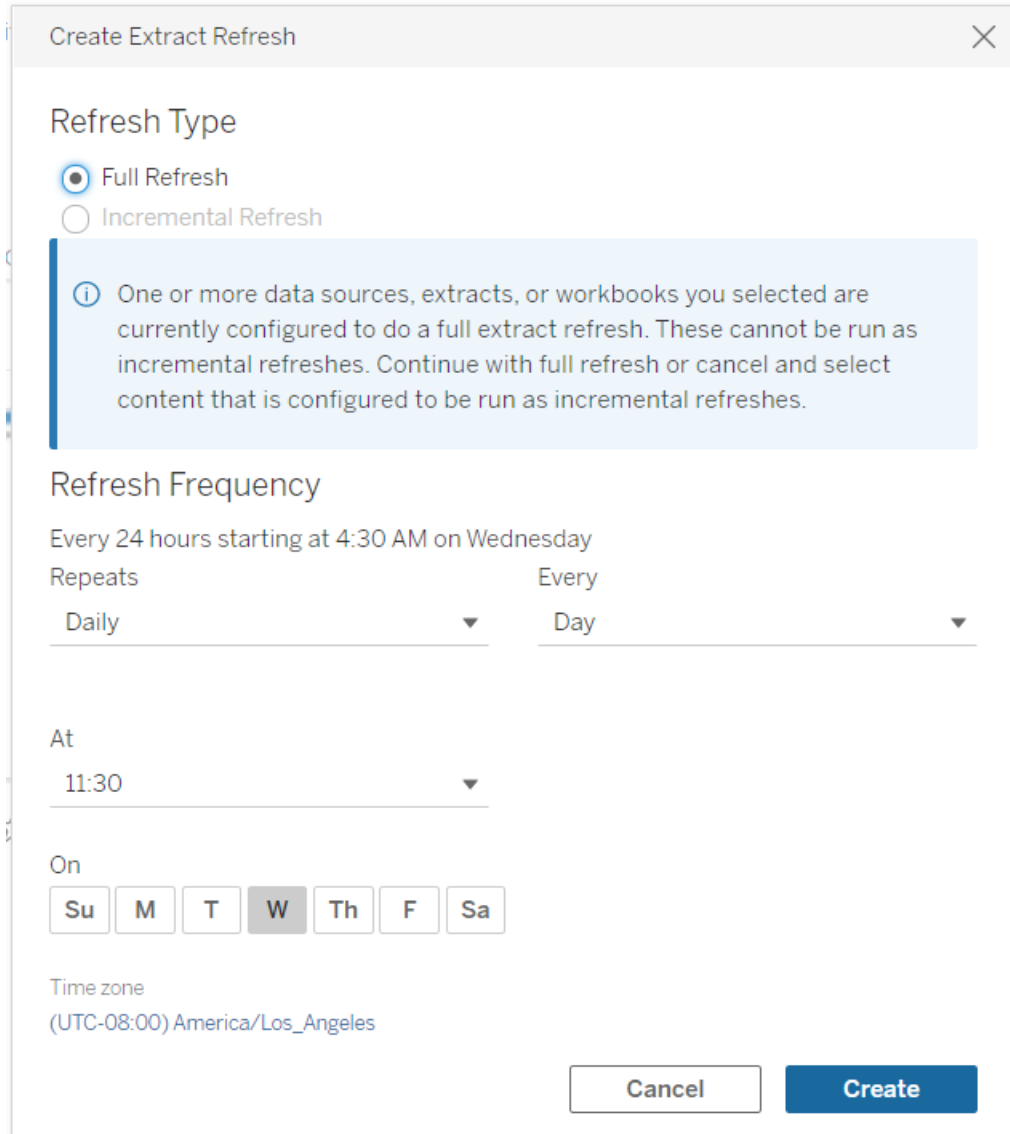 Create Extract Refresh
Refresh Type
Full Refresh
Incremental Refresh
One or more data sources, extracts, or workbooks you selected are
currently configured to do a full extract refresh. These cannot be run as
incremental refreshes. Continue with full refresh or cancel and select
content that is configured to be run as incremental refreshes.
Refresh Frequency
Every 24 hours starting at 4:30 AM on Wednesday
Repeats Every
Daily Day
At
11:30
On
Su M T W Th F Sa
Time zone
(UTC-08:00) America/Los_Angeles
Cancel Create